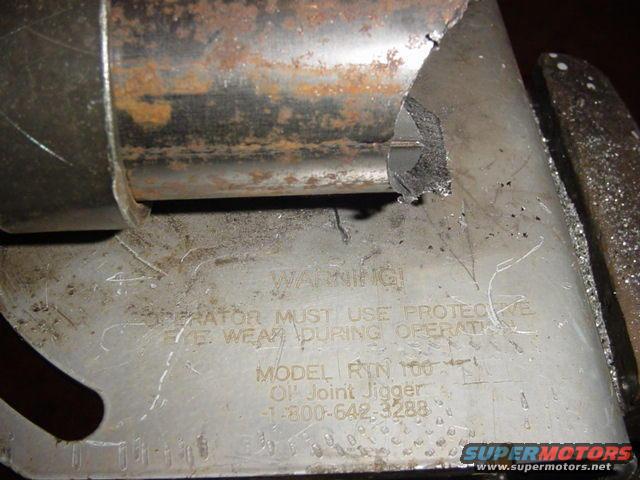 WARNING!
OPERATOR MUST USE PROTECTIVE
EYE WEAR DURING OPERATION
MODEL RTN 100
Ol' Joint Jigger
-1-800-642-3288
SUPERMOTORS
www.supermotors.net